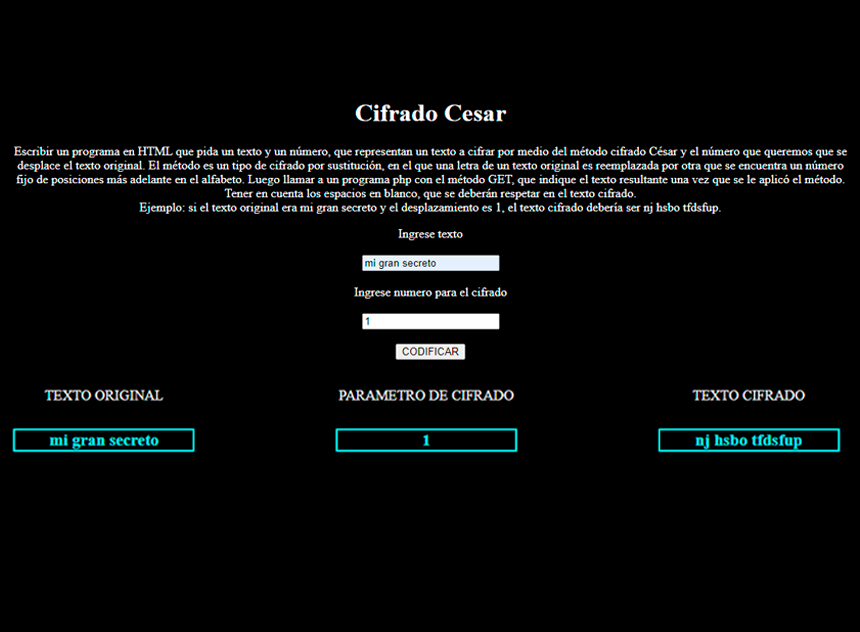 Cifrado Cesar
Escribir un programa en HTML que pida un texto y un número, que representan un texto a cifrar por medio del método cifrado César y el número que queremos que se
desplace el texto original. El método es un tipo de cifrado por sustitución, en el que una letra de un texto original es reemplazada por otra que se encuentra un número
fijo de posiciones más adelante en el alfabeto. Luego llamar a un programa php con el método GET, que indique el texto resultante una vez que se le aplicó el método.
Tener en cuenta los espacios en blanco, que se deberán respetar en el texto cifrado.
Ejemplo: si el texto original era mi gran secreto y el desplazamiento es 1, el texto cifrado debería ser nj hsbo tfdsfup.
Ingrese texto
mi gran secreto
Ingrese numero para el cifrado
1
CODIFICAR
TEXTO ORIGINAL PARAMETRO DE CIFRADO TEXTO CIFRADO
mi gran secreto 1 nj hsbo tfdsfup